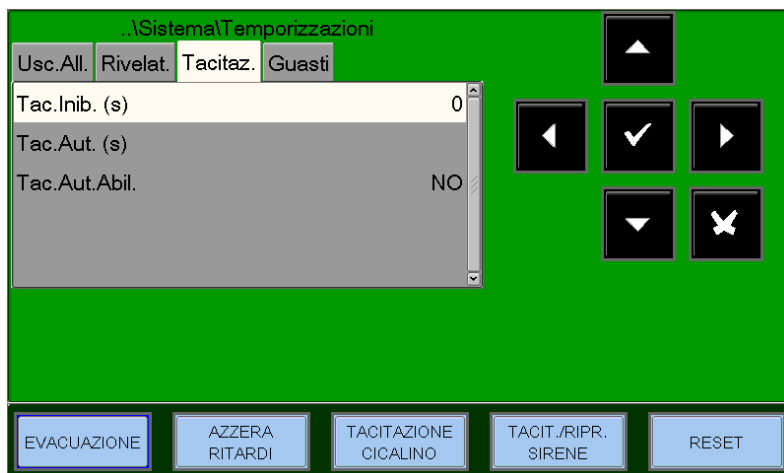 ..\Sistema\Temporizzazioni
Usc.All. Rivelat. Tacitaz. Guasti
Tac.Inib. (s) 0
Tac.Aut. (s)
Tac.Aut.Abil. NO
EVACUAZIONE
AZZERA
RITARDI
TACITAZIONE
CICALINO
TACIT./RIPR.
SIRENE
RESET